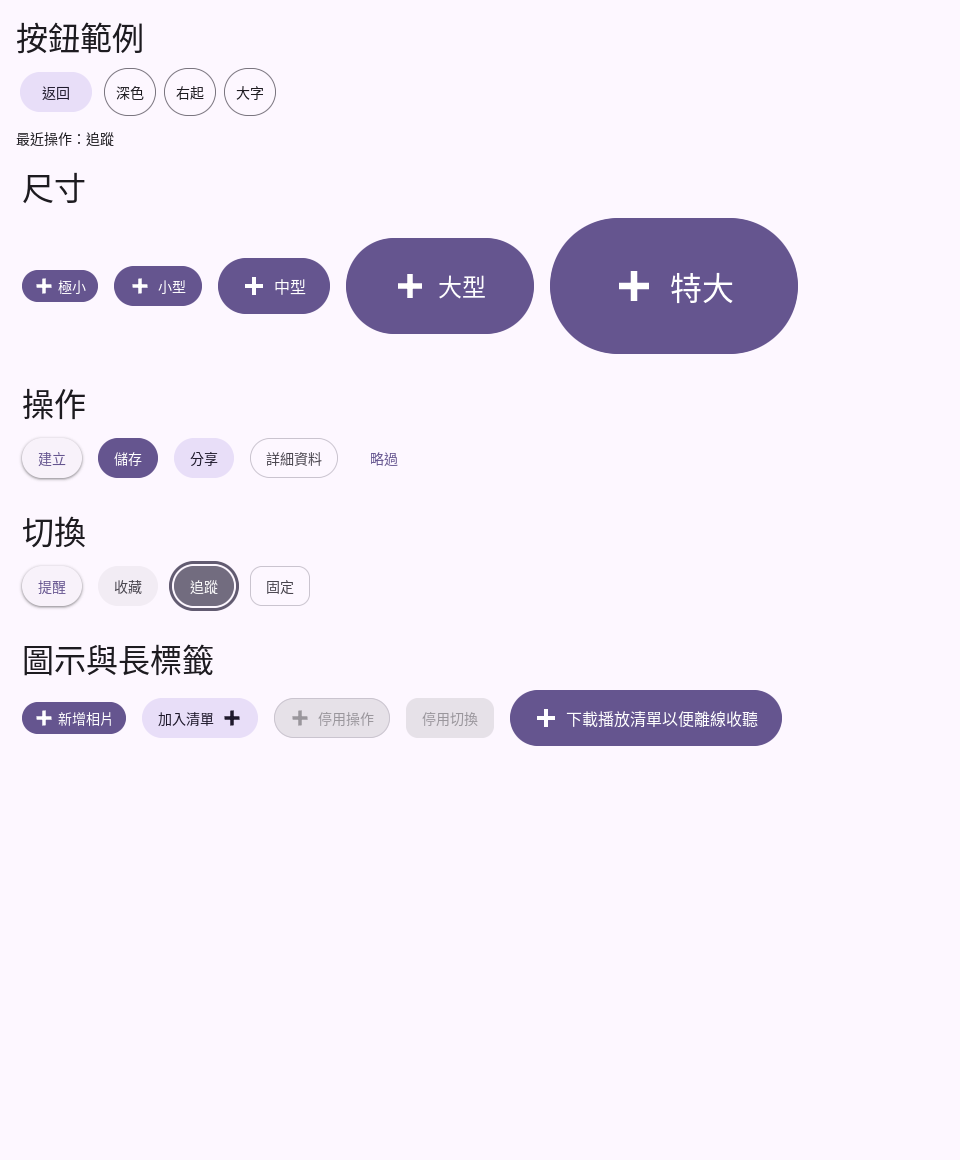 按鈕範例
返回 深色 右起 大字
最近操作：追蹤
尺寸
極小 小型 中型 大型 特大
操作
建立 儲存 分享 詳細資料 略過
切換
提醒 收藏 追蹤 固定
圖示與長標籤
新增相片 加入清單 停用操作 停用切換 下載播放清單以便離線收聽